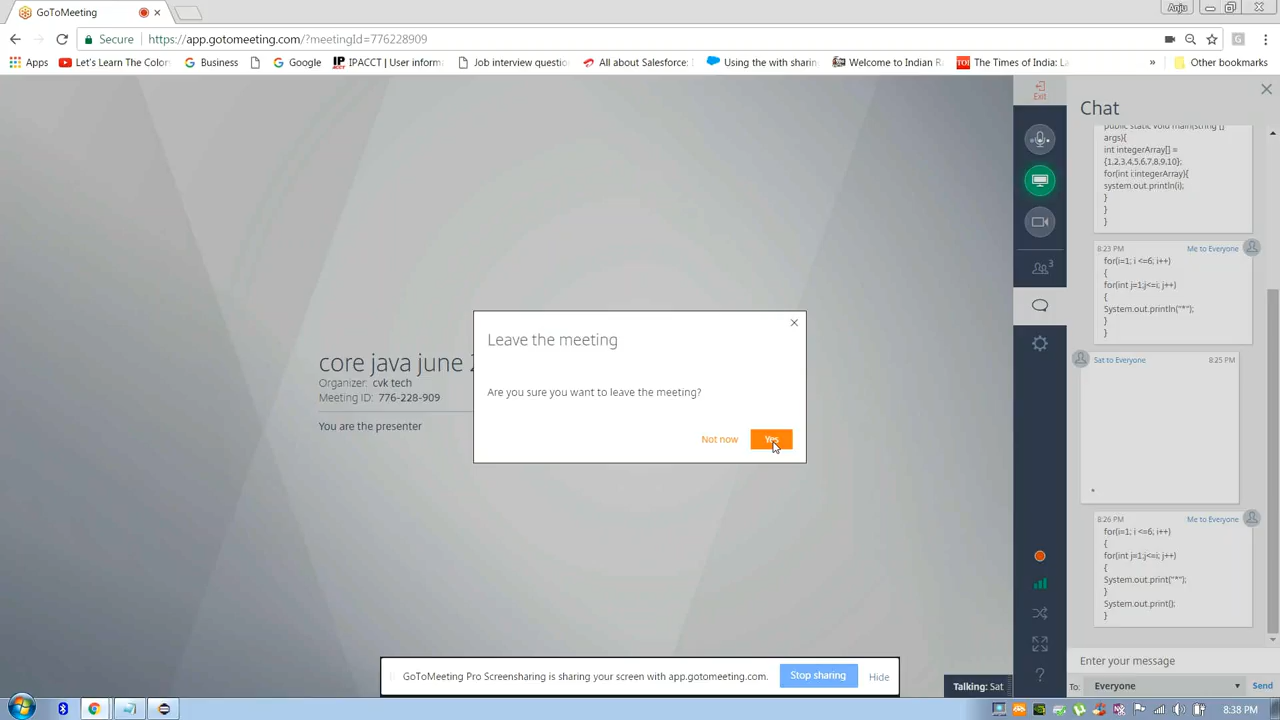 GoToMeeting
Anju
Secure
https://app.gotomeeting.com/?meetingId=776228909
Apps
Let's Learn The Color
Business
Google
IPACCT | User inform
Job interview questio
All about Salesforce:
Using the with sharin
Welcome to Indian R
The Times of India: L
»
Other bookmarks
Exit
Chat
public static void main(string []
args){
int integerArray[] =
{1,2,3,4,5,6,7,8,9,10};
for(int i:integerArray){
system.out.println(i);
}
}
}
8:23 PM
Me to Everyone
for(i=1; i <=6; i++)
{
for(int j=1;j<=i; j++)
{
System.out.println("*");
}
}
3
Sat to Everyone
8:25 PM
*
8:26 PM
Me to Everyone
for(i=1; i <=6; i++)
{
for(int j=1;j<=i; j++)
{
System.out.print("*");
}
System.out.print();
}
Leave the meeting
Are you sure you want to leave the meeting?
Not now
Yes
core java june 2
Organizer: cvk tech
Meeting ID: 776-228-909
You are the presenter
GoToMeeting Pro Screensharing is sharing your screen with app.gotomeeting.com.
Stop sharing
Hide
Talking: Sat
Enter your message
To:
Everyone
Send
8:38 PM